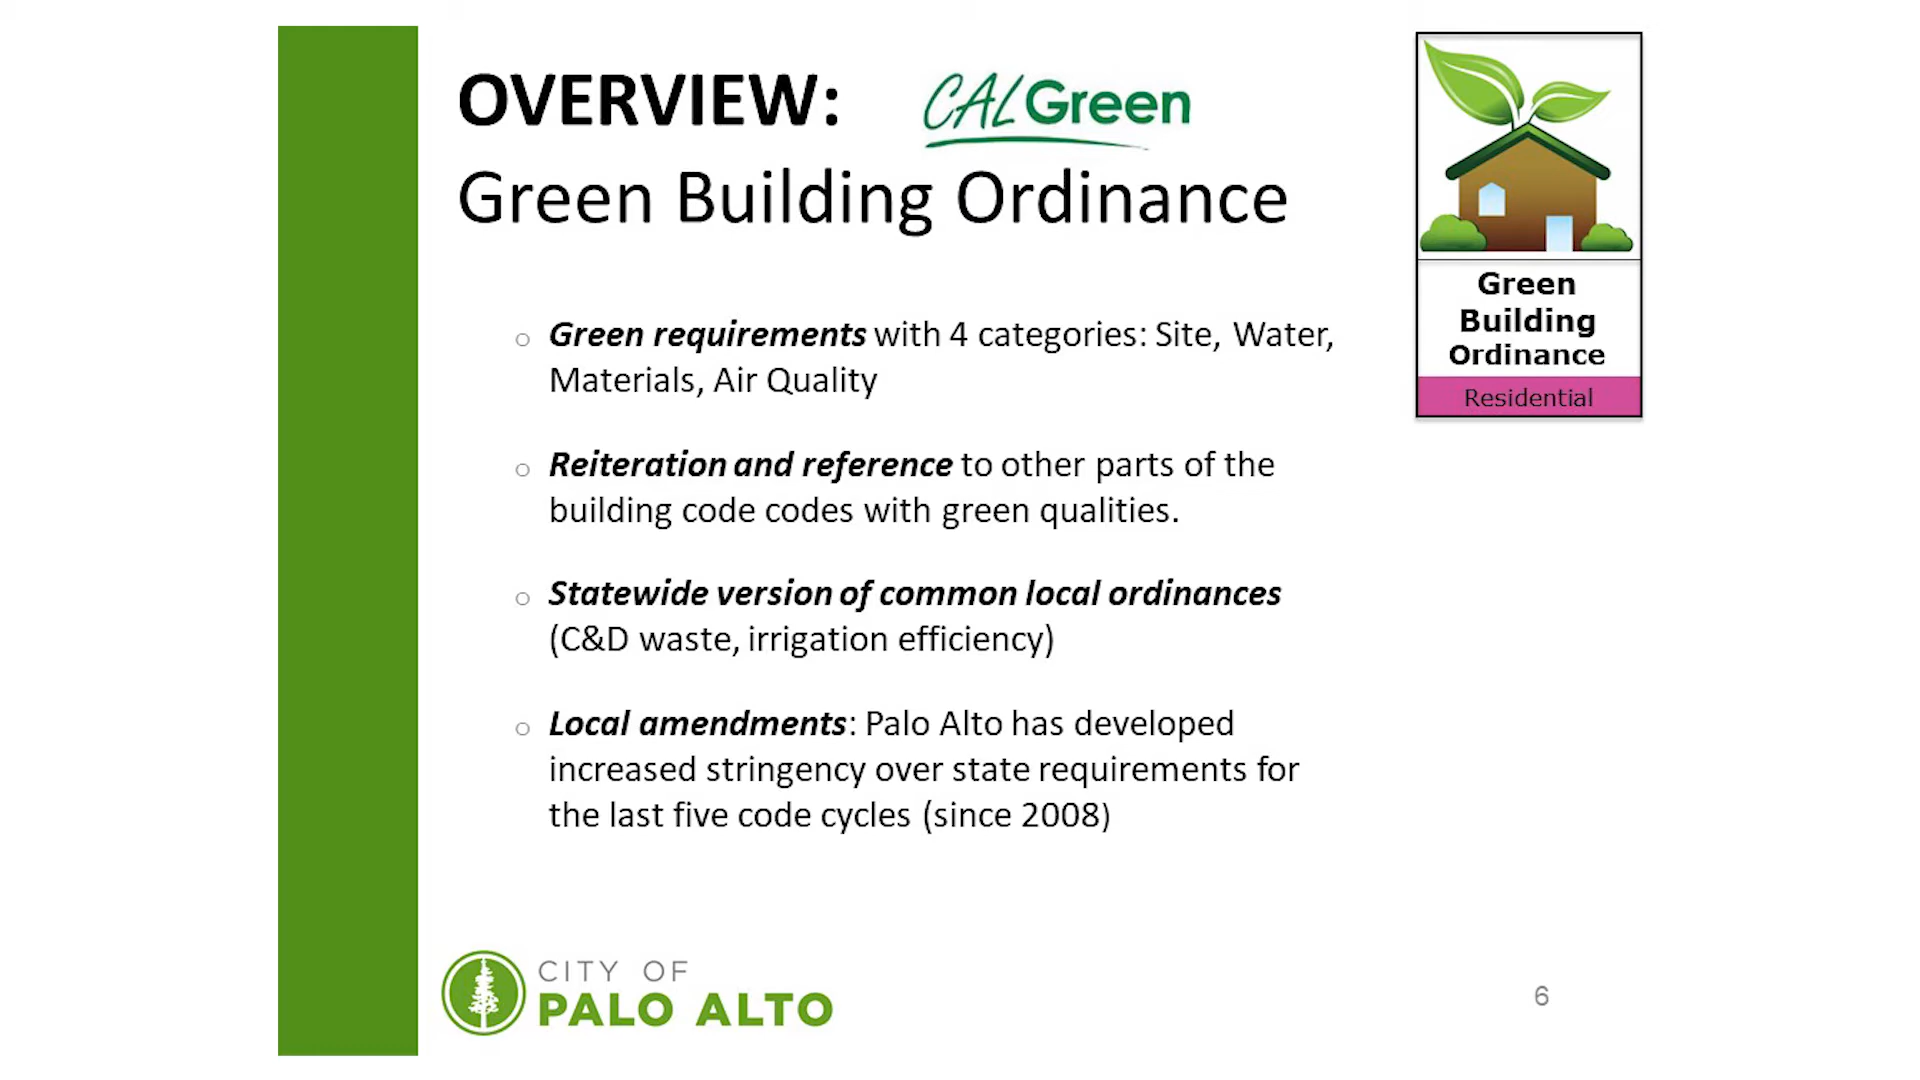 OVERVIEW:
CALGreen
Green Building Ordinance
Green
Building
Ordinance
Residential
○ Green requirements with 4 categories: Site, Water,
Materials, Air Quality
○ Reiteration and reference to other parts of the
building code codes with green qualities.
○ Statewide version of common local ordinances
(C&D waste, irrigation efficiency)
○ Local amendments: Palo Alto has developed
increased stringency over state requirements for
the last five code cycles (since 2008)
CITY OF
PALO ALTO
6